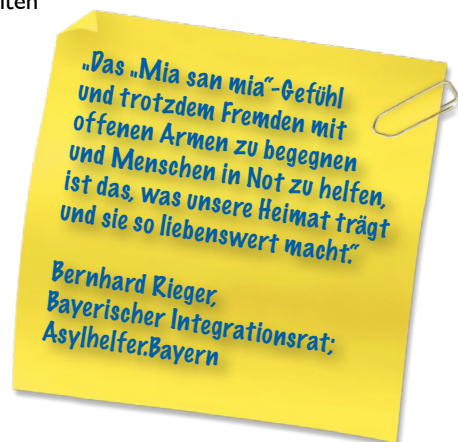 iten
„Das „Mia san mia“-Gefühl
und trotzdem Fremden mit
offenen Armen zu begegnen
und Menschen in Not zu helfen,
ist das, was unsere Heimat trägt
und sie so liebenswert macht.“
Bernhard Rieger,
Bayerischer Integrationsrat;
Asylhelfer.Bayern